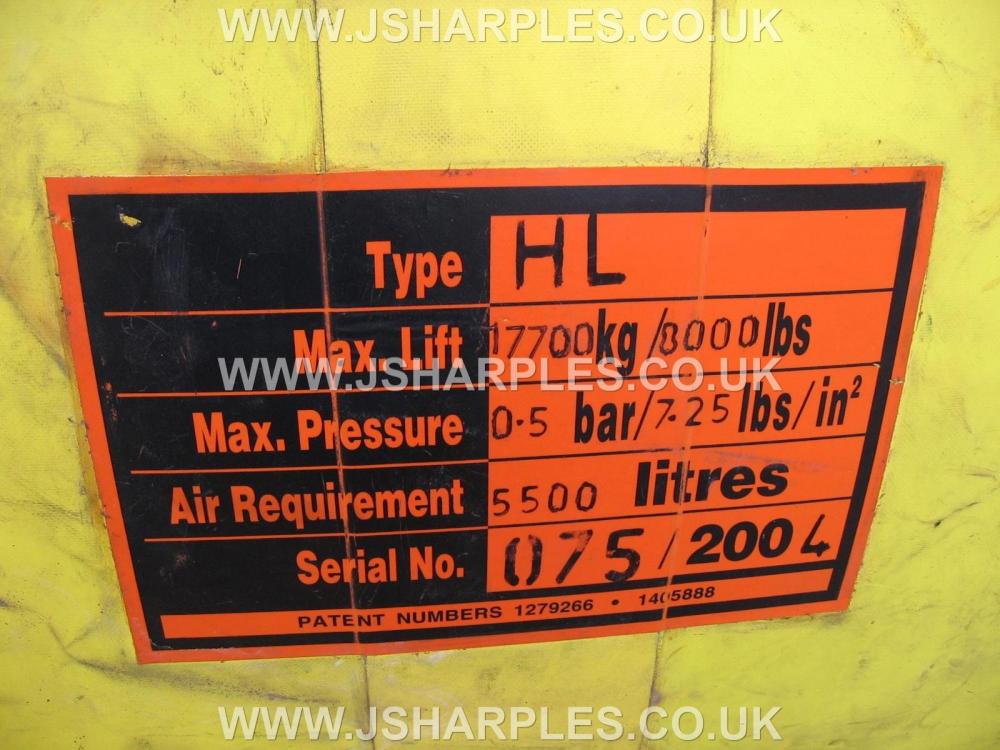 WWW.JSHARPLES.CO.UK
Type HL
Max. Lift 17700kg/8000lbs
WWW.JSHARPLES.CO.UK
Max. Pressure 0.5 bar/7.25 lbs/in²
Air Requirement 5500 litres
Serial No. 075/2004
PATENT NUMBERS 1279266 • 1405888
WWW.JSHARPLES.CO.UK